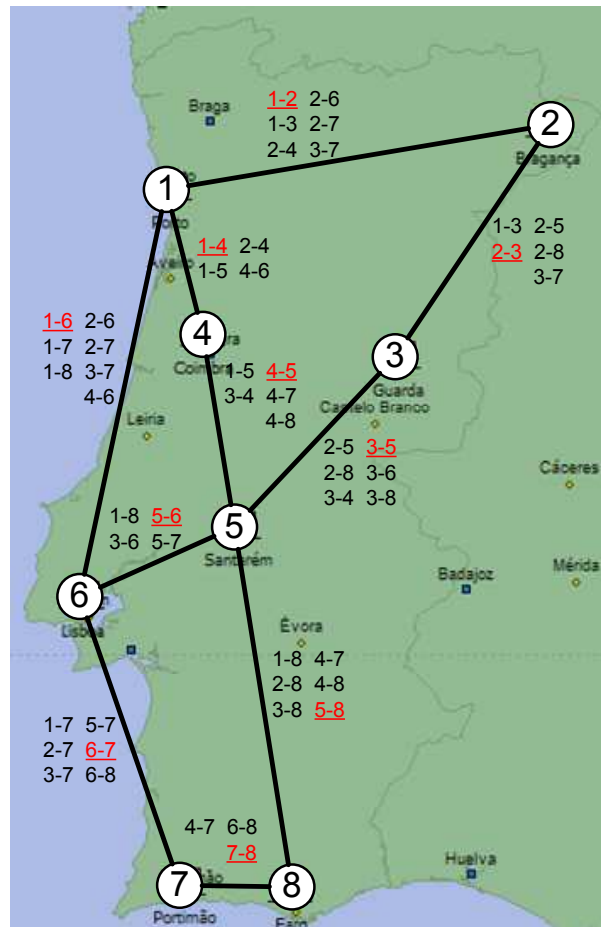 Braga
1-2 2-6
1-3 2-7
2-4 3-7
2
Bragança
1
Porto
1-3 2-5
2-3 2-8
3-7
1-4 2-4
1-5 4-6
Aveiro
1-6 2-6
1-7 2-7
1-8 3-7
4-6
4
Coimbra
3
Guarda
1-5 4-5
3-4 4-7
4-8
Castelo Branco
Leiria
2-5 3-5
2-8 3-6
3-4 3-8
Cáceres
1-8 5-6
3-6 5-7
5
Santarém
Badajoz
Mérida
6
Lisboa
Évora
1-8 4-7
2-8 4-8
3-8 5-8
1-7 5-7
2-7 6-7
3-7 6-8
4-7 6-8
7-8
7
8
Portimão
Faro
Huelva